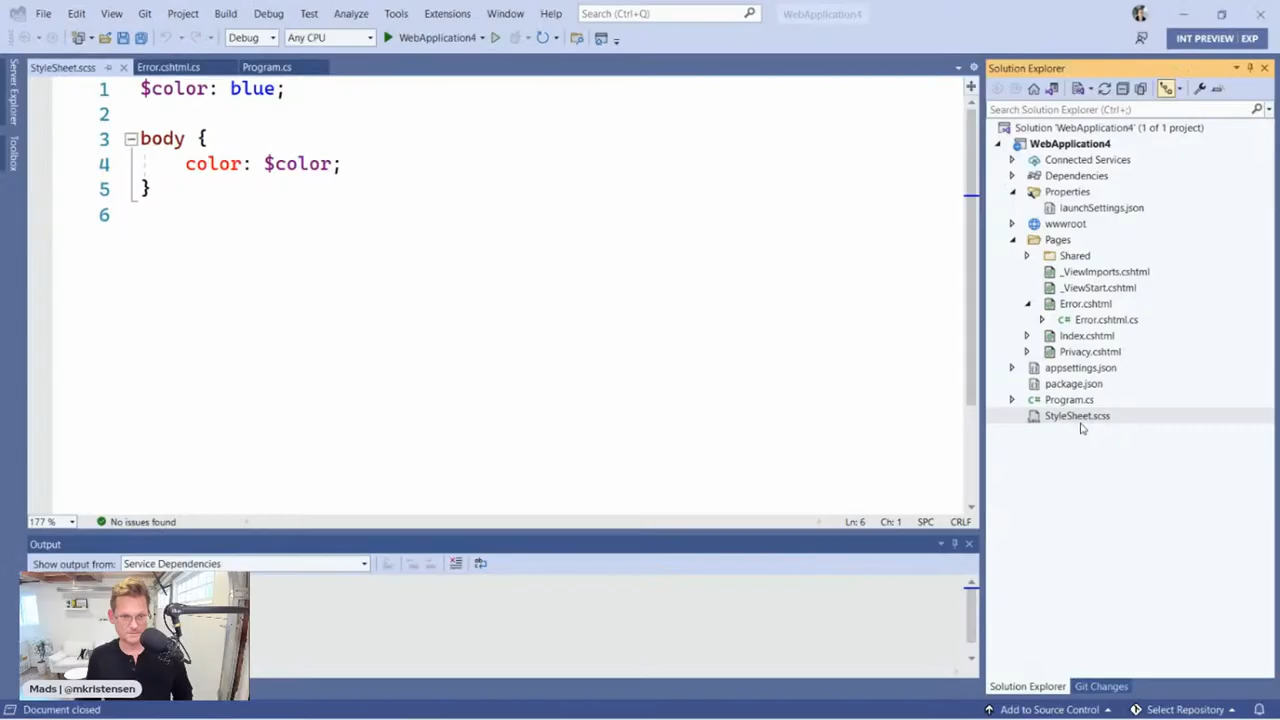 File Edit View Git Project Build Debug Test Analyze Tools Extensions Window Help Search (Ctrl+Q) WebApplication4
Debug Any CPU WebApplication4 INT PREVIEW | EXP
StyleSheet.scss Error.cshtml.cs Program.cs
Server Explorer
Toolbox
1 $color: blue;
2
3 body {
4 color: $color;
5 }
6
177 % No issues found Ln: 6 Ch: 1 SPC CRLF
Output
Show output from: Service Dependencies
Mads | @mkristensen
Solution Explorer
Search Solution Explorer (Ctrl+;)
Solution 'WebApplication4' (1 of 1 project)
WebApplication4
Connected Services
Dependencies
Properties
launchSettings.json
wwwroot
Pages
Shared
_ViewImports.cshtml
_ViewStart.cshtml
Error.cshtml
C# Error.cshtml.cs
Index.cshtml
Privacy.cshtml
appsettings.json
package.json
C# Program.cs
StyleSheet.scss
Solution Explorer Git Changes
Document closed Add to Source Control Select Repository